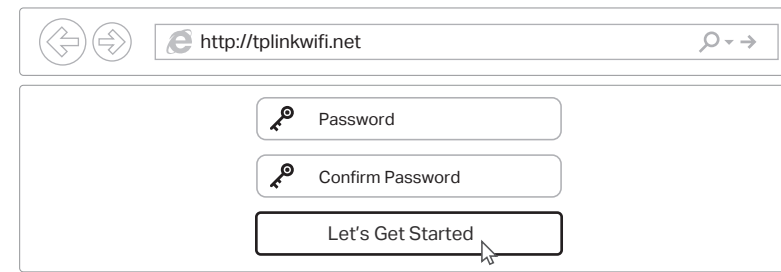 http://tplinkwifi.net
Password
Confirm Password
Let's Get Started